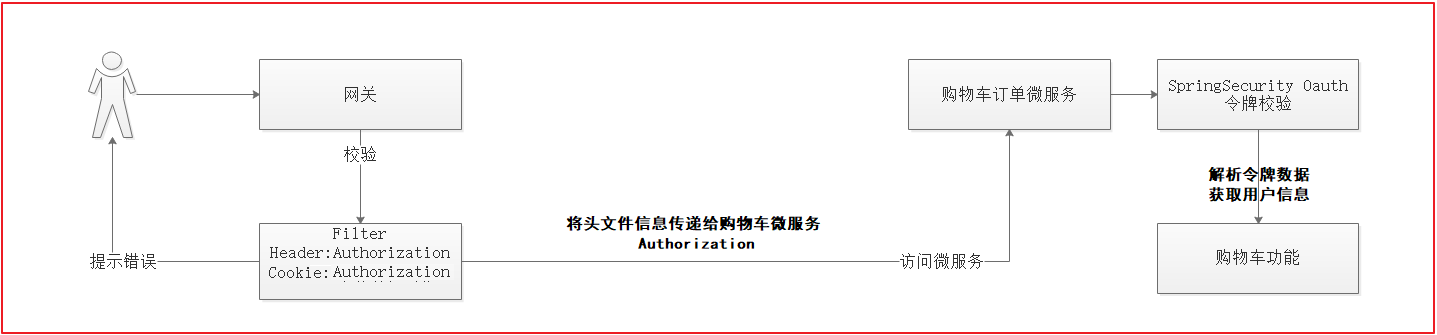 网关
购物车订单微服务
SpringSecurity Oauth
令牌校验
校验
解析令牌数据
获取用户信息
将头文件信息传递给购物车微服务
Authorization
Filter
Header:Authorization
Cookie:Authorization
提示错误
访问微服务
购物车功能